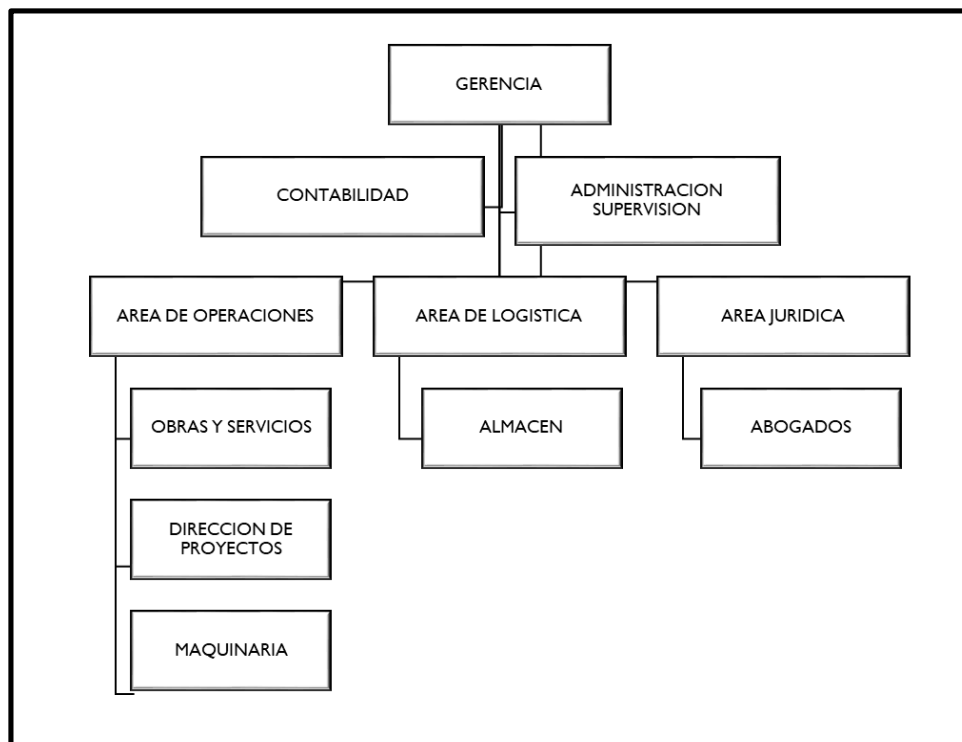 GERENCIA
CONTABILIDAD
ADMINISTRACION
SUPERVISION
AREA DE OPERACIONES
AREA DE LOGISTICA
AREA JURIDICA
OBRAS Y SERVICIOS
ALMACEN
ABOGADOS
DIRECCION DE
PROYECTOS
MAQUINARIA